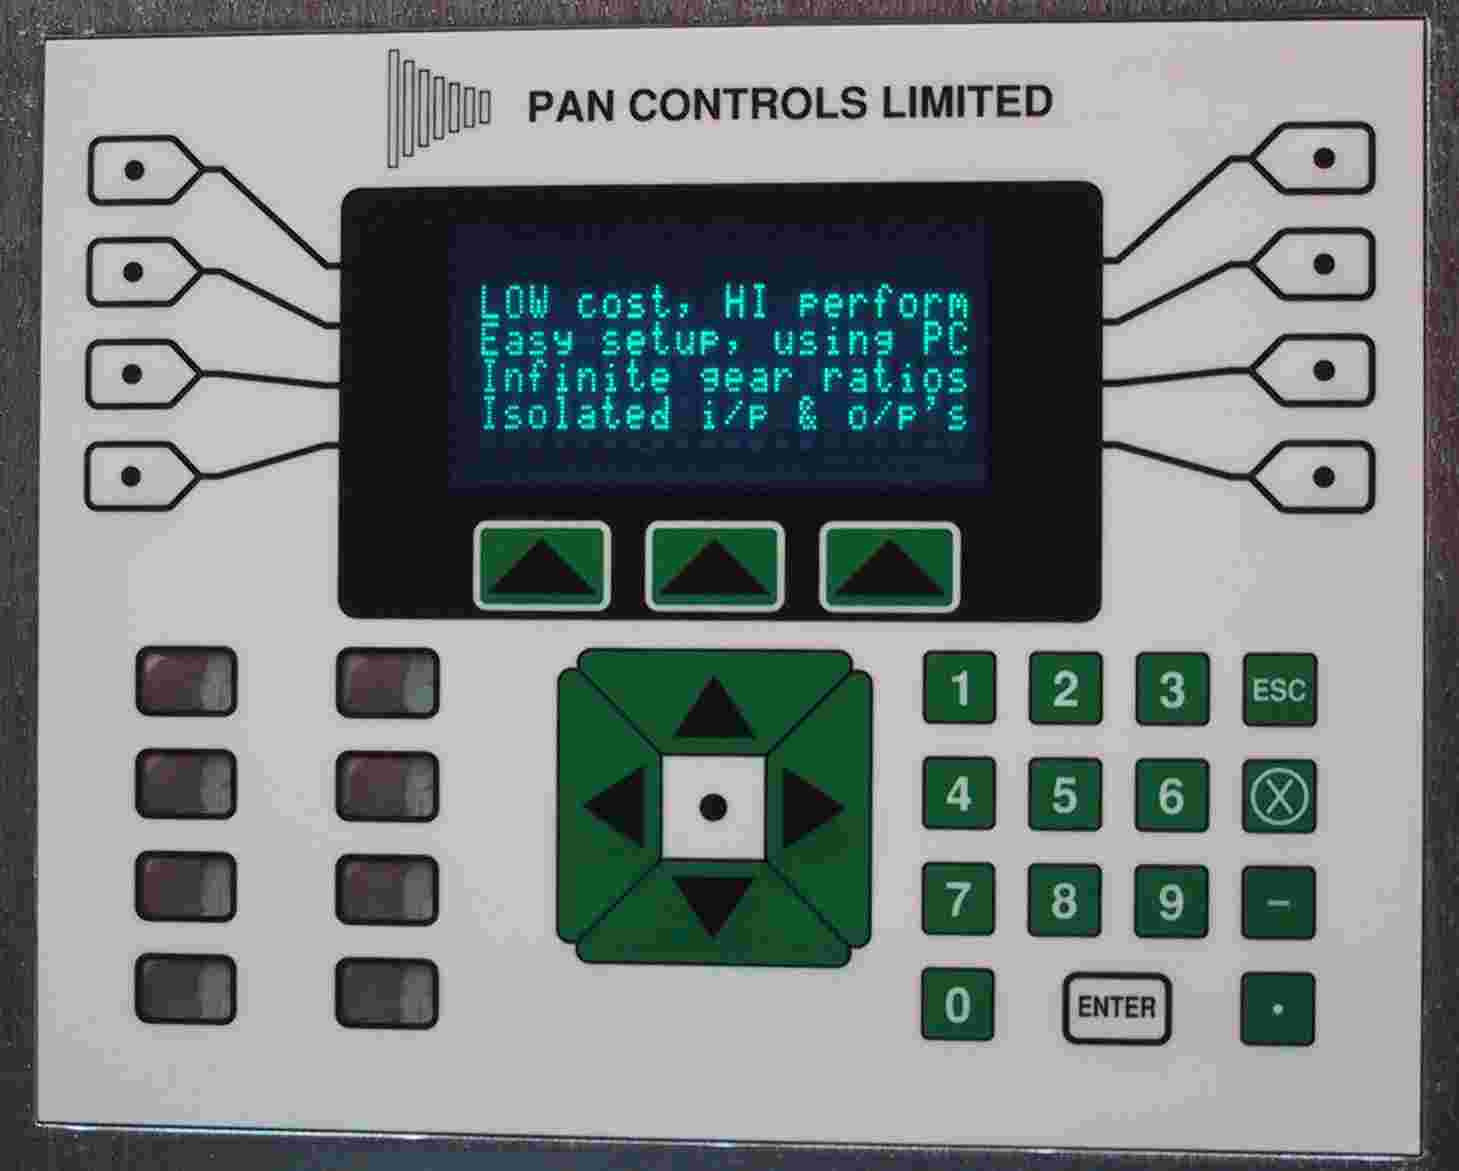 PAN CONTROLS LIMITED
LOW cost, HI perform
Easy setup, using PC
Infinite gear ratios
Isolated i/p & o/p's
1 2 3 ESC
4 5 6 X
7 8 9 -
0 ENTER .